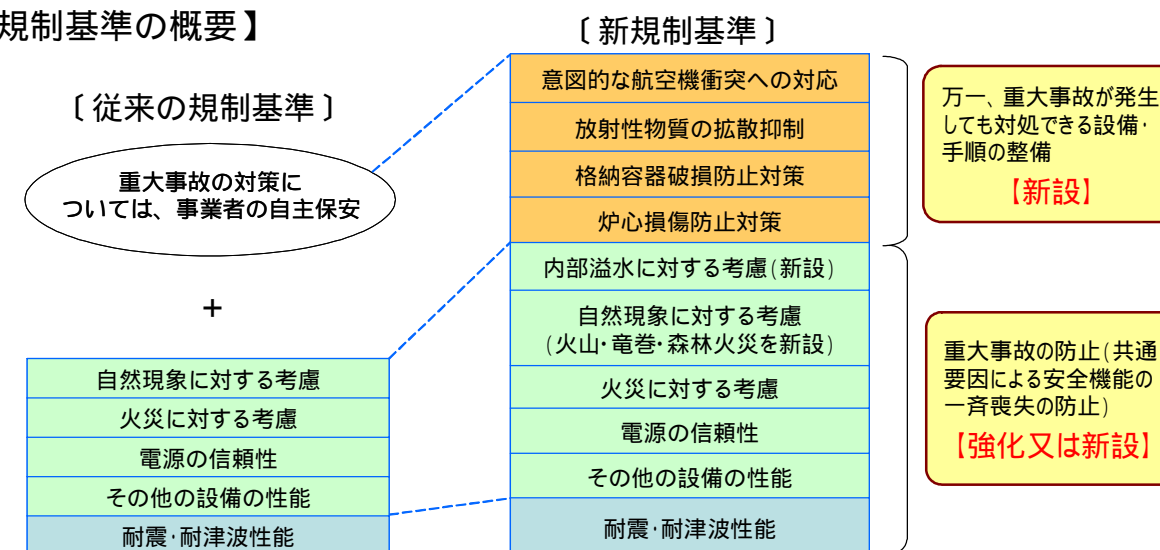 規制基準の概要】
〔従来の規制基準〕
重大事故の対策に
ついては、事業者の自主保安
+
自然現象に対する考慮
火災に対する考慮
電源の信頼性
その他の設備の性能
耐震・耐津波性能
〔新規制基準〕
意図的な航空機衝突への対応
放射性物質の拡散抑制
格納容器破損防止対策
炉心損傷防止対策
内部溢水に対する考慮(新設)
自然現象に対する考慮
(火山・竜巻・森林火災を新設)
火災に対する考慮
電源の信頼性
その他の設備の性能
耐震・耐津波性能
万一、重大事故が発生
しても対処できる設備・
手順の整備
【新設】
重大事故の防止(共通
要因による安全機能の
一斉喪失の防止)
【強化又は新設】